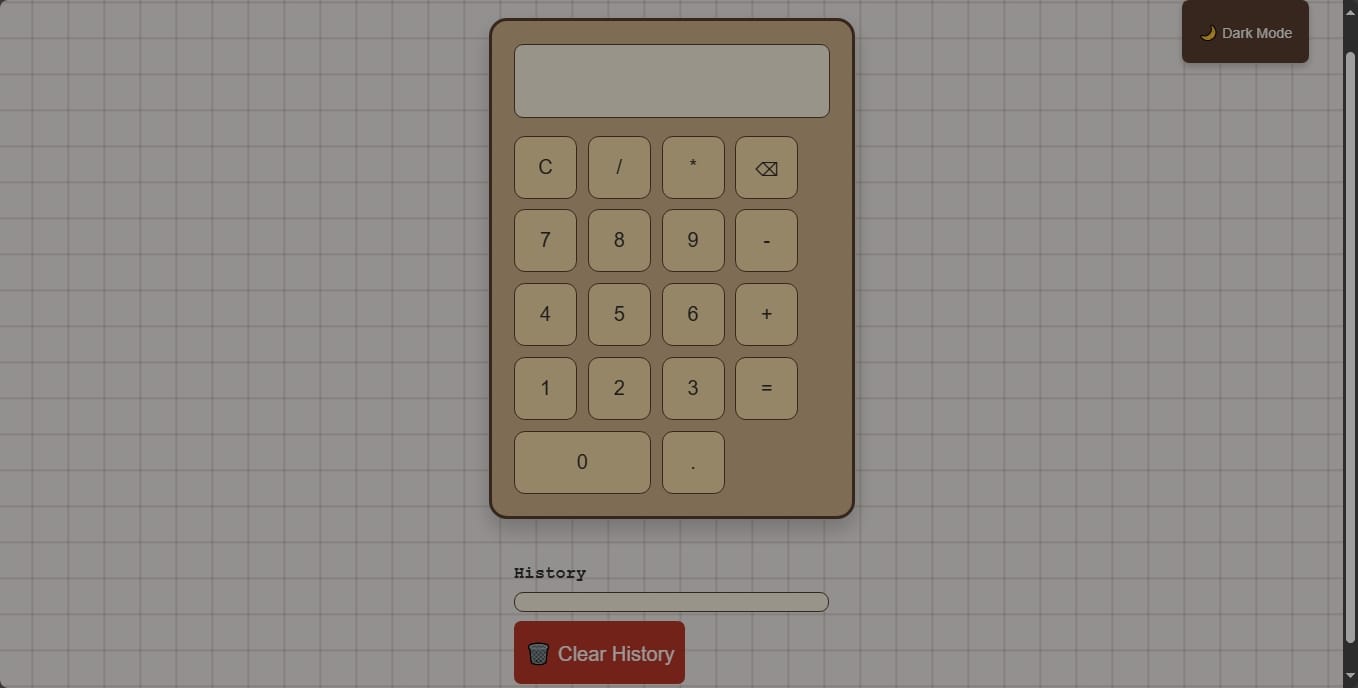 🌙 Dark Mode
C / * ⌫
7 8 9 -
4 5 6 +
1 2 3 =
0 .
History
🗑️ Clear History